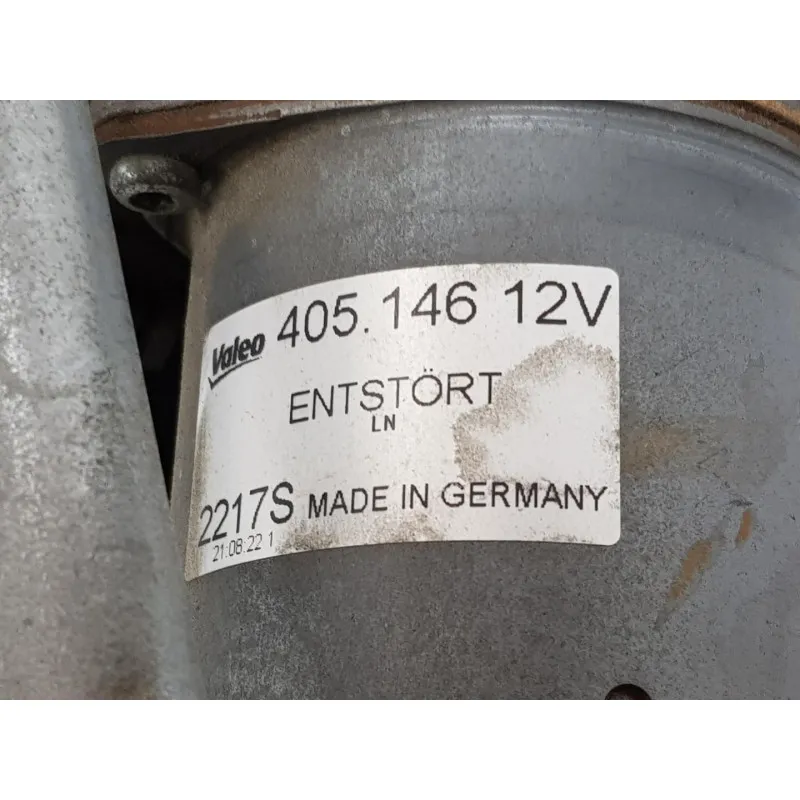 Valeo 405.146 12V
ENTSTÖRT
LN
2217S MADE IN GERMANY
21:08:22 1